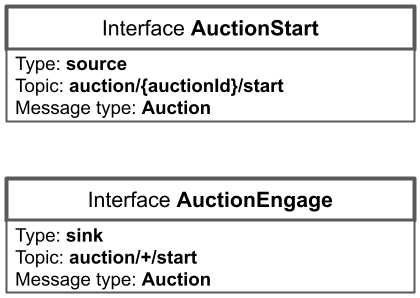 Interface AuctionStart
Type: source
Topic: auction/{auctionId}/start
Message type: Auction
Interface AuctionEngage
Type: sink
Topic: auction/+/start
Message type: Auction